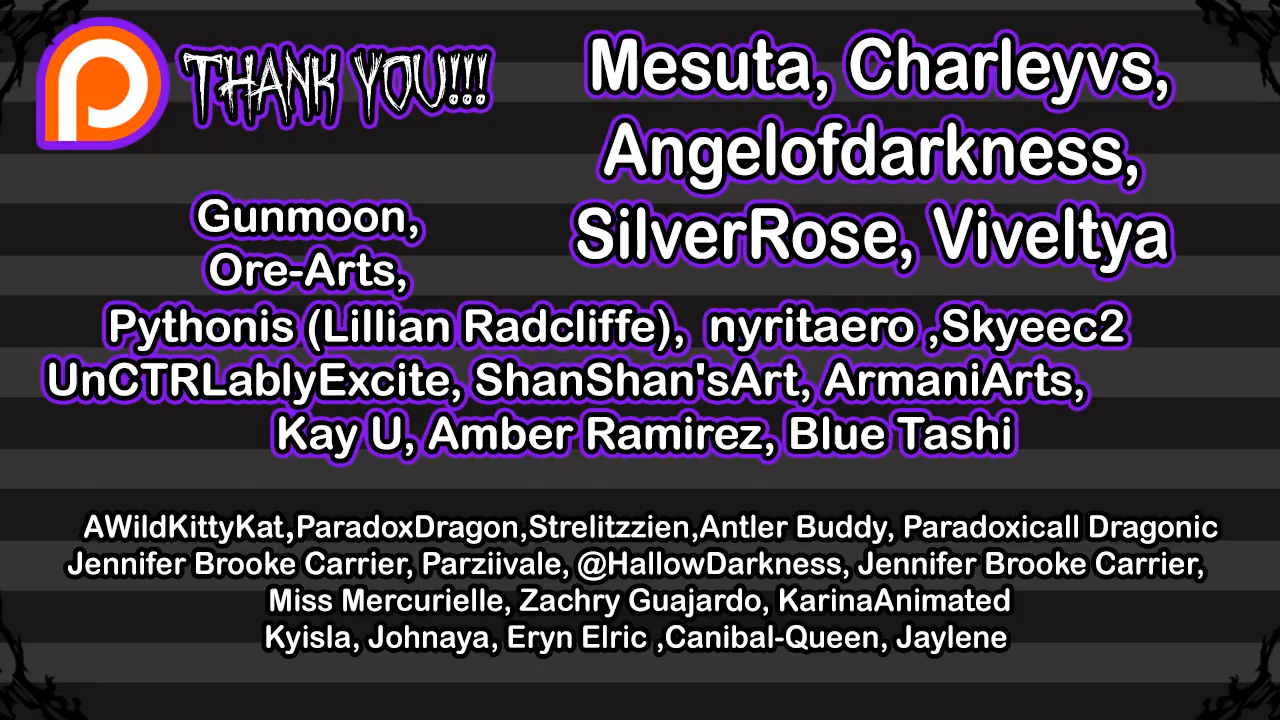 THANK YOU!!!
Mesuta, Charleyvs,
Angelofdarkness,
SilverRose, Viveltya
Gunmoon,
Ore-Arts,
Pythonis (Lillian Radcliffe), nyritaero ,Skyeec2
UnCTRLablyExcite, ShanShan'sArt, ArmaniArts,
Kay U, Amber Ramirez, Blue Tashi
AWildKittyKat,ParadoxDragon,Strelitzzien,Antler Buddy, Paradoxicall Dragonic
Jennifer Brooke Carrier, Parziivale, @HallowDarkness, Jennifer Brooke Carrier,
Miss Mercurielle, Zachry Guajardo, KarinaAnimated
Kyisla, Johnaya, Eryn Elric ,Canibal-Queen, Jaylene